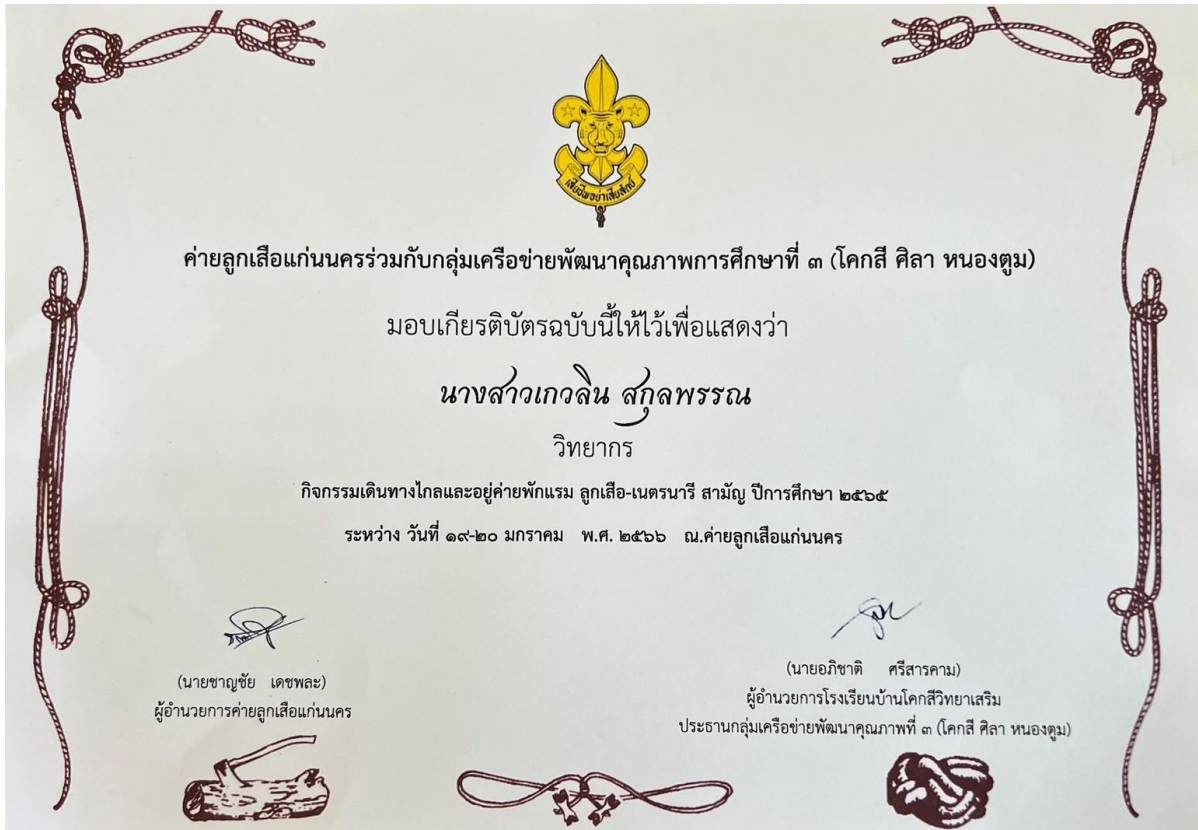 เสียชีพอย่าเสียสัตย์
ค่ายลูกเสือแก่นนครร่วมกับกลุ่มเครือข่ายพัฒนาคุณภาพการศึกษาที่ ๓ (โคกสี ศิลา หนองตูม)
มอบเกียรติบัตรฉบับนี้ให้ไว้เพื่อแสดงว่า
นางสาวเกวลิน สกุลพรรณ
วิทยากร
กิจกรรมเดินทางไกลและอยู่ค่ายพักแรม ลูกเสือ-เนตรนารี สามัญ ปีการศึกษา ๒๕๖๕
ระหว่าง วันที่ ๑๙-๒๐ มกราคม พ.ศ. ๒๕๖๖ ณ.ค่ายลูกเสือแก่นนคร
(นายชาญชัย เดชพละ)
ผู้อำนวยการค่ายลูกเสือแก่นนคร
(นายอภิชาติ ศรีสารคาม)
ผู้อำนวยการโรงเรียนบ้านโคกสีวิทยาเสริม
ประธานกลุ่มเครือข่ายพัฒนาคุณภาพที่ ๓ (โคกสี ศิลา หนองตูม)